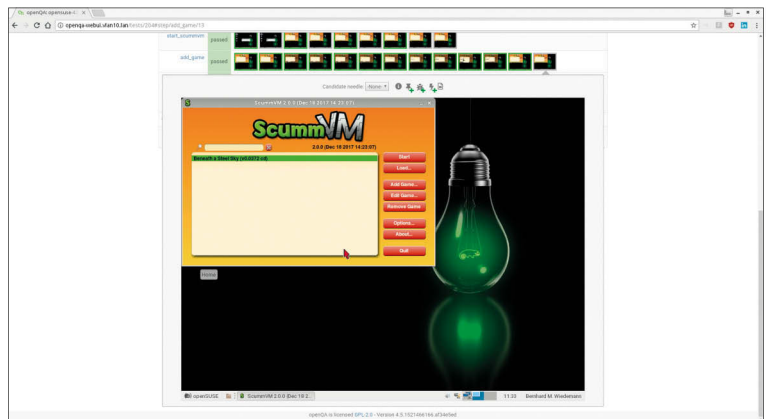 openQA: opensuse-4
openqa-webui.vlan10.lan/tests/204#step/add_game/13
start_scummvm passed
add_game passed
Candidate needle: None
ScummVM 2.0.0 (Dec 18 2017 14:23:07)
ScummVM
2.0.0 (Dec 18 2017 14:23:07)
Beneath a Steel Sky (v0.0372 cd)
Start
Load...
Add Game...
Edit Game...
Remove Game
Options...
About...
Quit
Home
openSUSE
ScummVM 2.0.0 (Dec 18 2...
11:33
Bernhard M. Wiedemann
openQA is licensed GPL-2.0 - Version 4.5.1521466166.af34e0ed